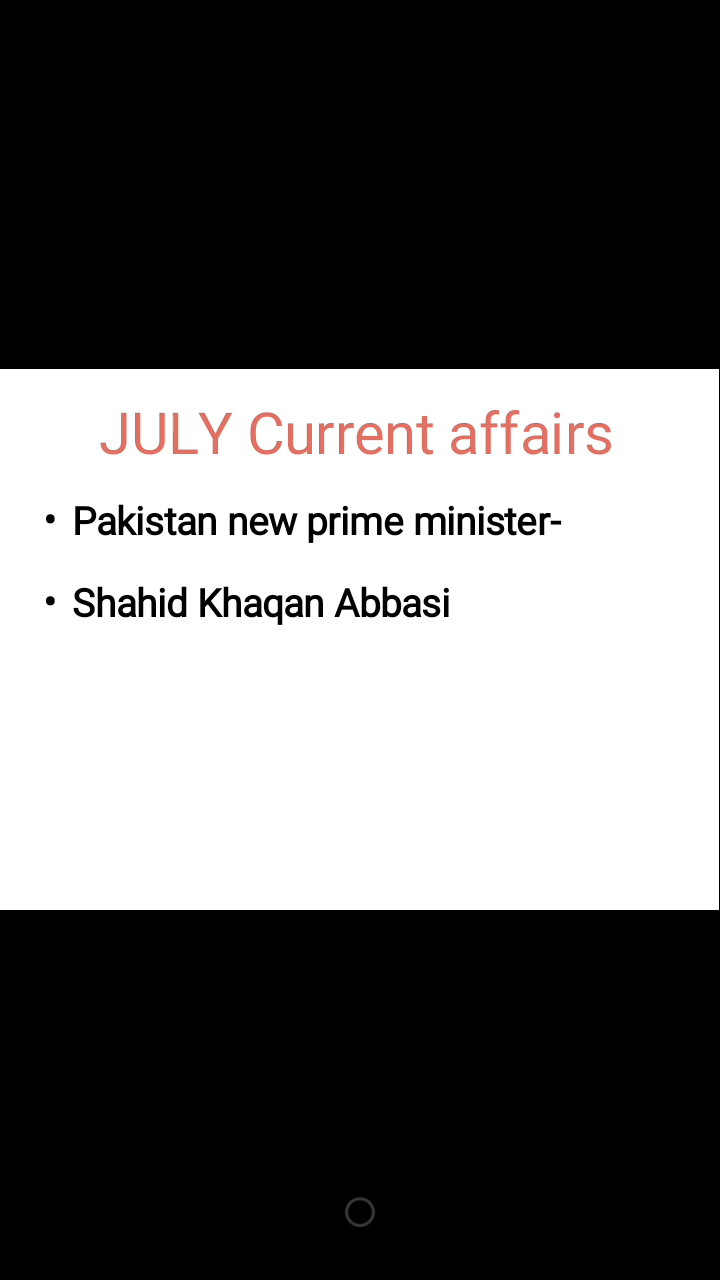 JULY Current affairs
• Pakistan new prime minister-
• Shahid Khaqan Abbasi